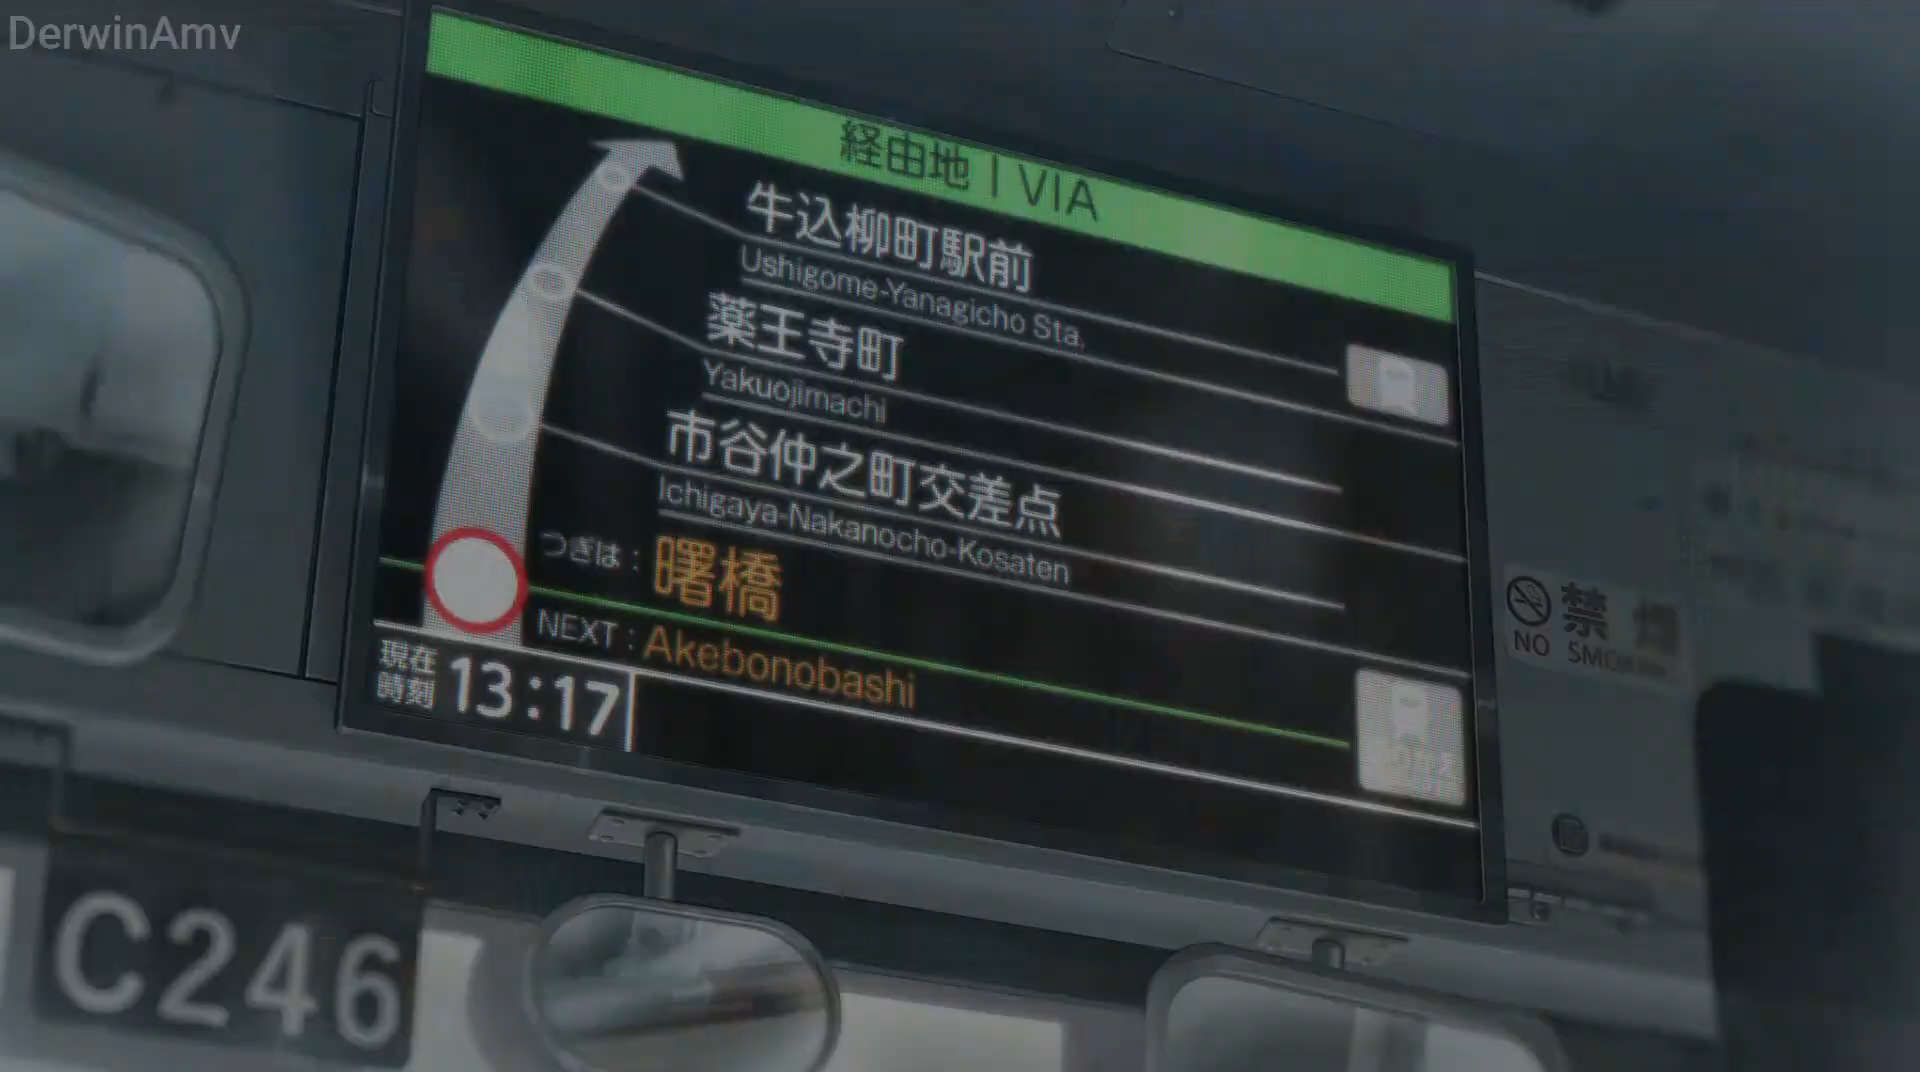 DerwinAmv
経由地 | VIA
牛込柳町駅前
Ushigome-Yanagicho Sta.
薬王寺町
Yakuojimachi
市谷仲之町交差点
Ichigaya-Nakanocho-Kosaten
つぎは : 曙橋
NEXT : Akebonobashi
現在
時刻 13:17
禁煙
NO SMOKING
C246